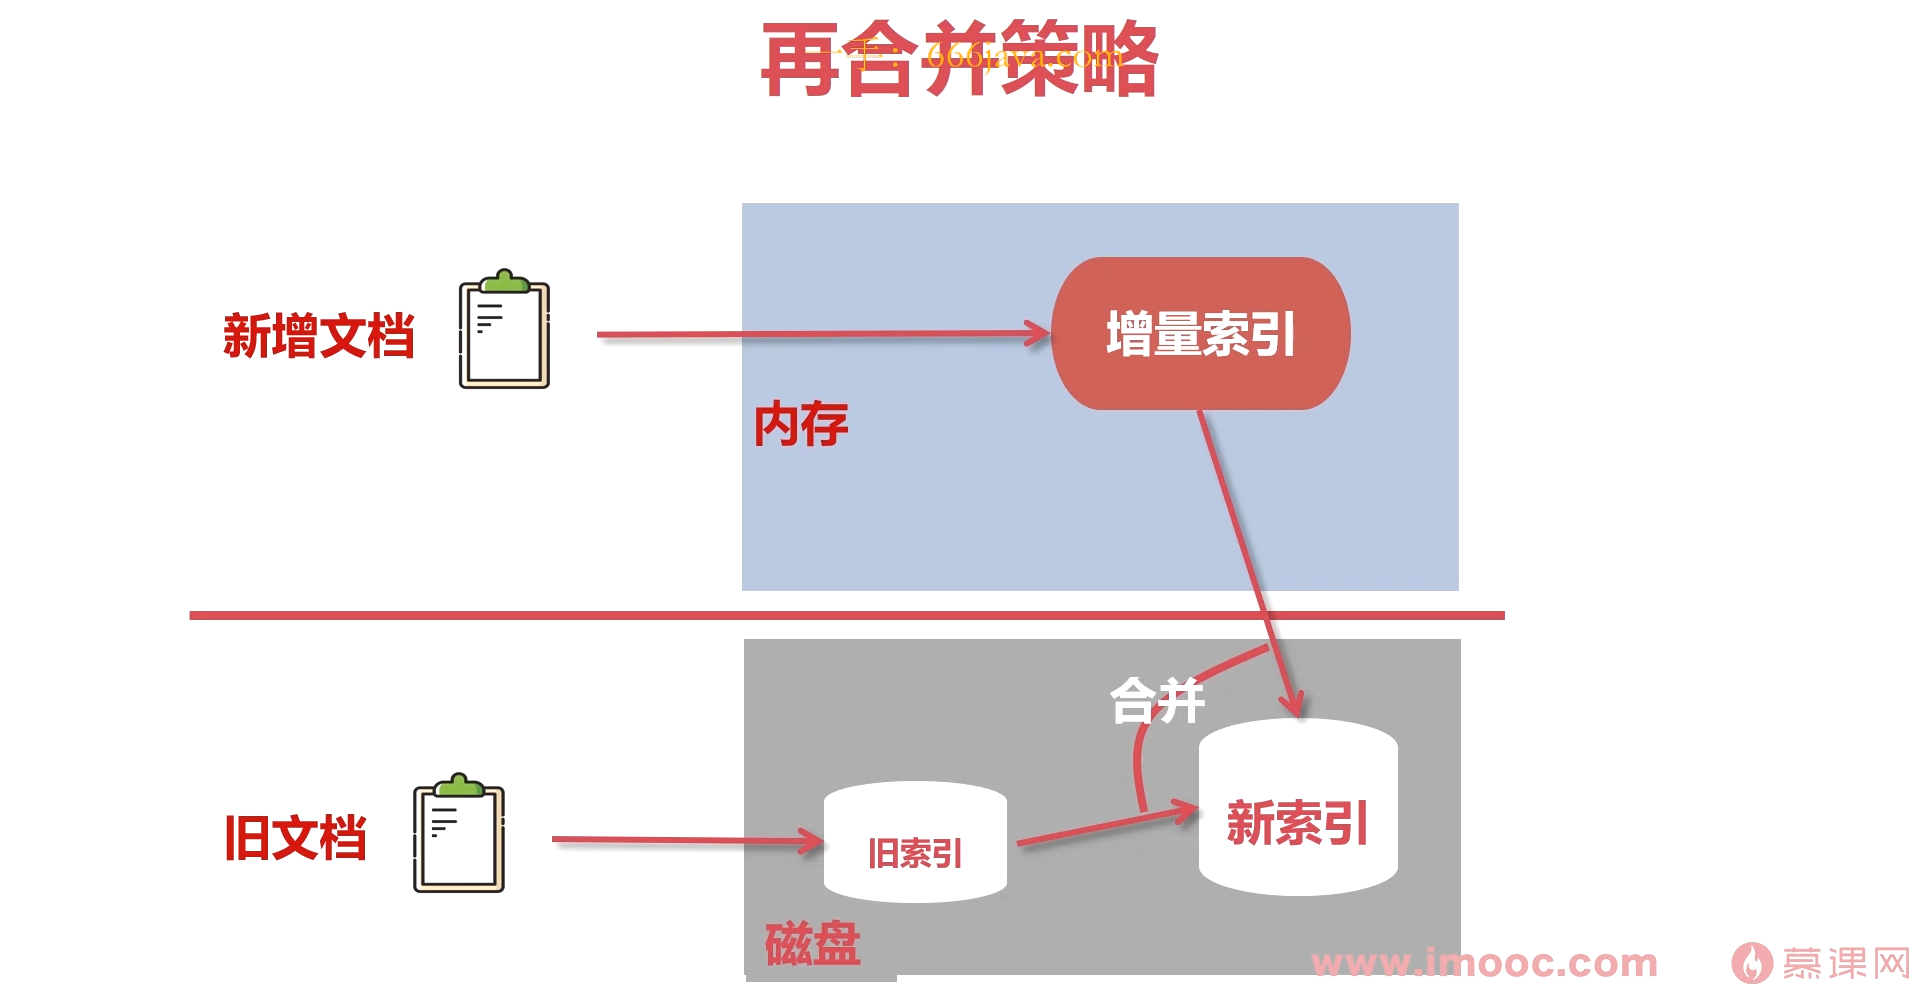 再合并策略
一手：666java.com
新增文档
增量索引
内存
合并
旧文档
旧索引
新索引
磁盘
www.imooc.com
慕课网